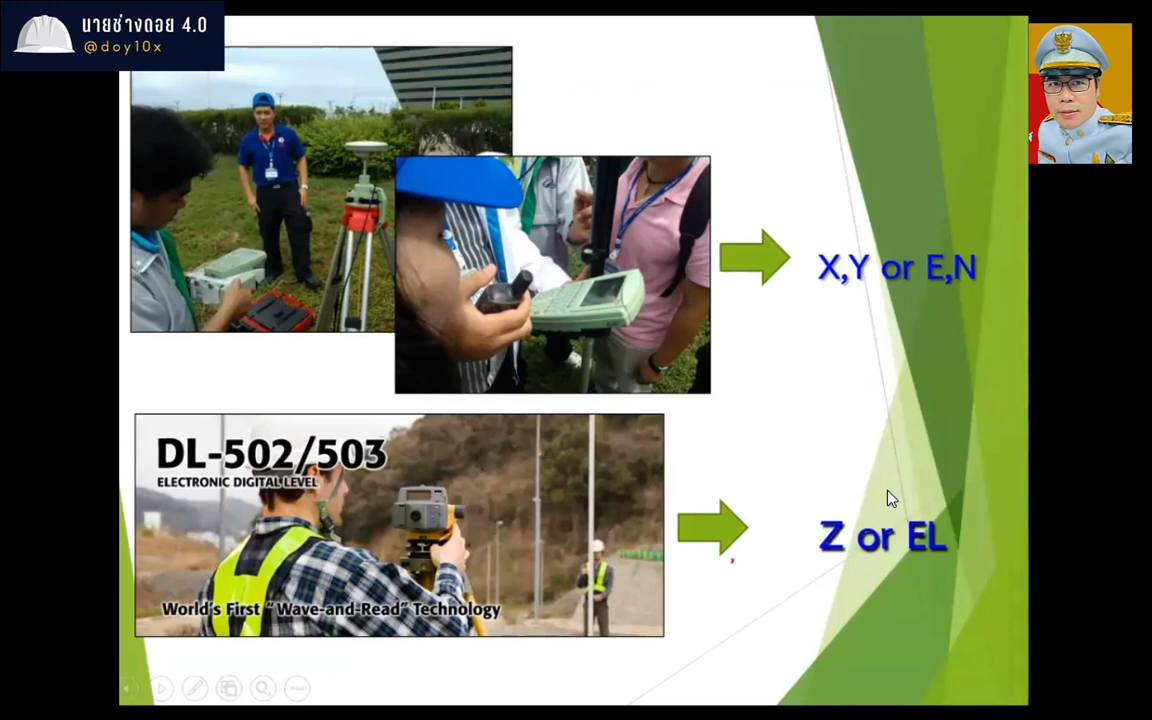 นายช่างดอย 4.0
@doy10x
X,Y or E,N
DL-502/503
ELECTRONIC DIGITAL LEVEL
World's First "Wave-and-Read" Technology
Z or EL